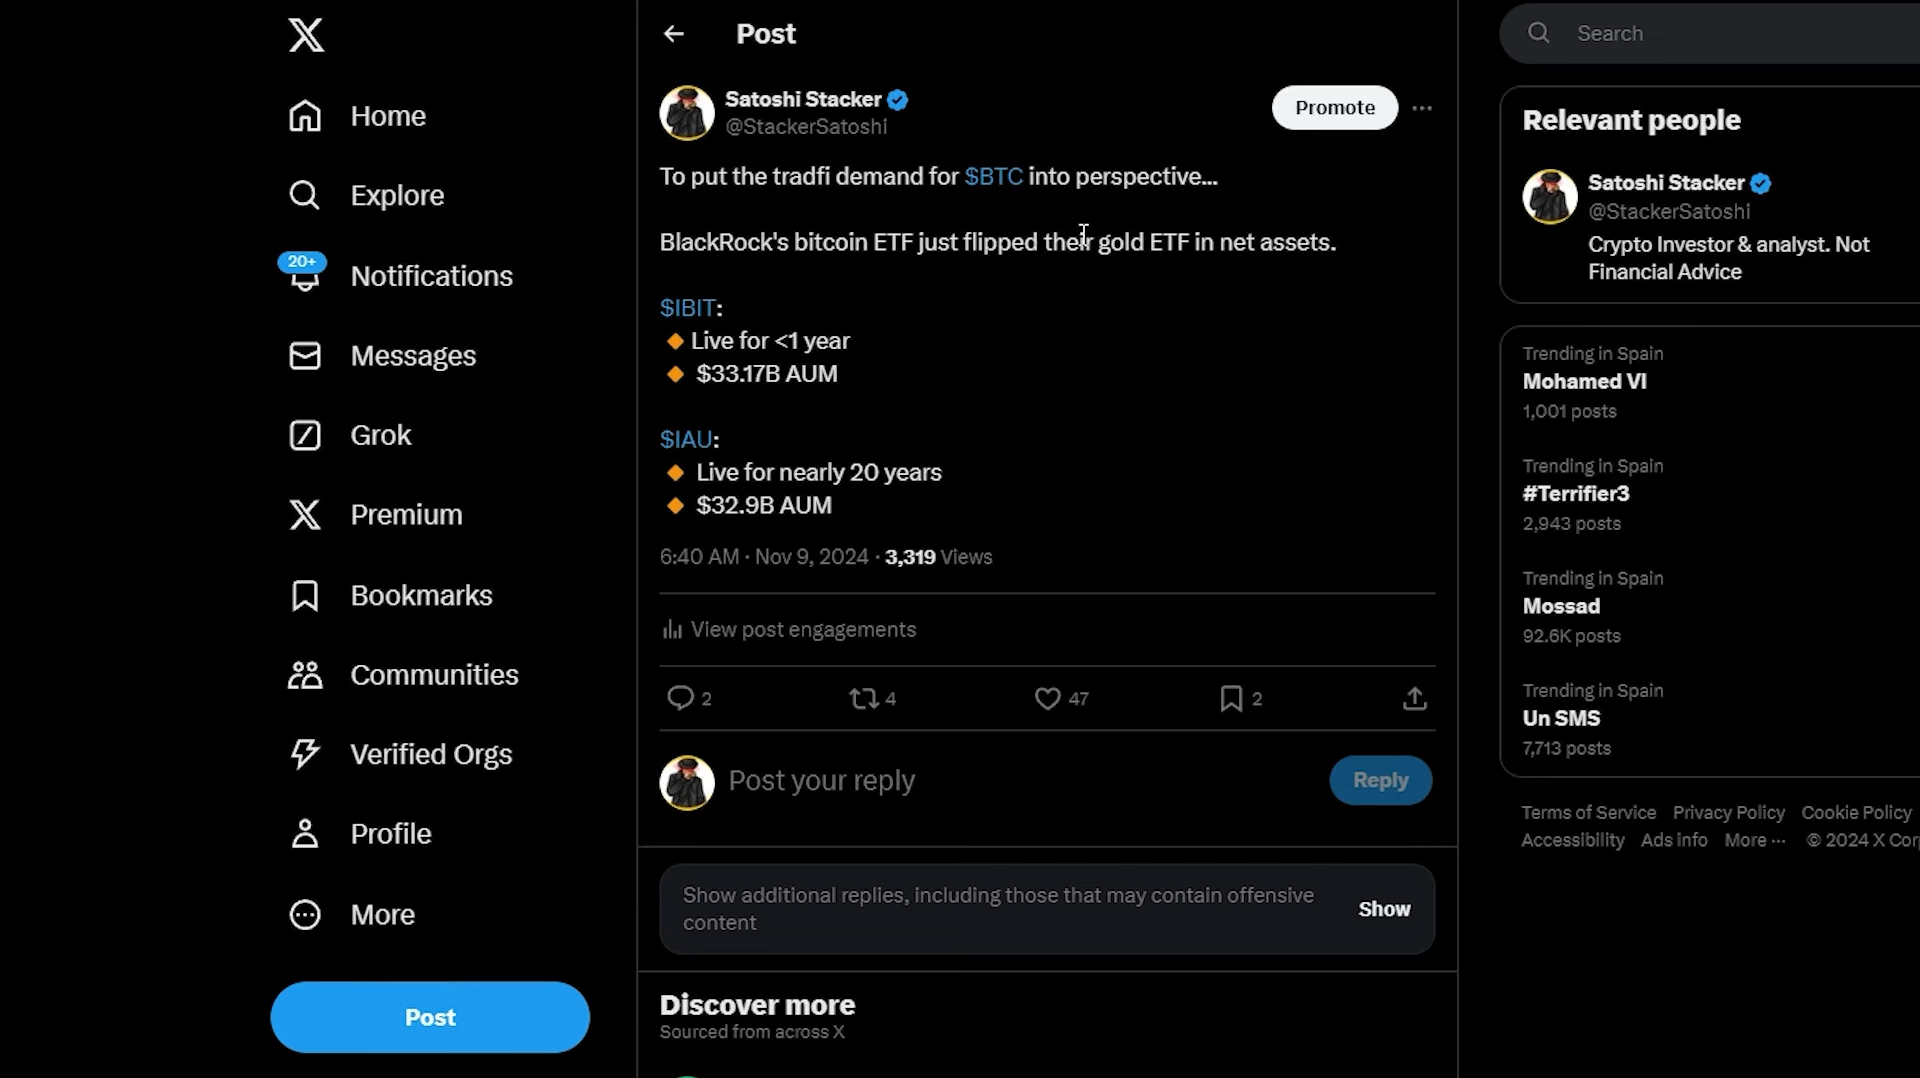 Home
Explore
20+
Notifications
Messages
Grok
Premium
Bookmarks
Communities
Verified Orgs
Profile
More
Post
Post
Satoshi Stacker
@StackerSatoshi
Promote
To put the tradfi demand for $BTC into perspective...
BlackRock's bitcoin ETF just flipped their gold ETF in net assets.
$IBIT:
🔸Live for <1 year
🔸 $33.17B AUM
$IAU:
🔸 Live for nearly 20 years
🔸 $32.9B AUM
6:40 AM · Nov 9, 2024 · 3,319 Views
View post engagements
2 4 47 2
Post your reply
Reply
Show additional replies, including those that may contain offensive
content
Show
Discover more
Sourced from across X
Search
Relevant people
Satoshi Stacker
@StackerSatoshi
Crypto Investor & analyst. Not
Financial Advice
Trending in Spain
Mohamed VI
1,001 posts
Trending in Spain
#Terrifier3
2,943 posts
Trending in Spain
Mossad
92.6K posts
Trending in Spain
Un SMS
7,713 posts
Terms of Service Privacy Policy Cookie Policy
Accessibility Ads info More ··· © 2024 X Cor